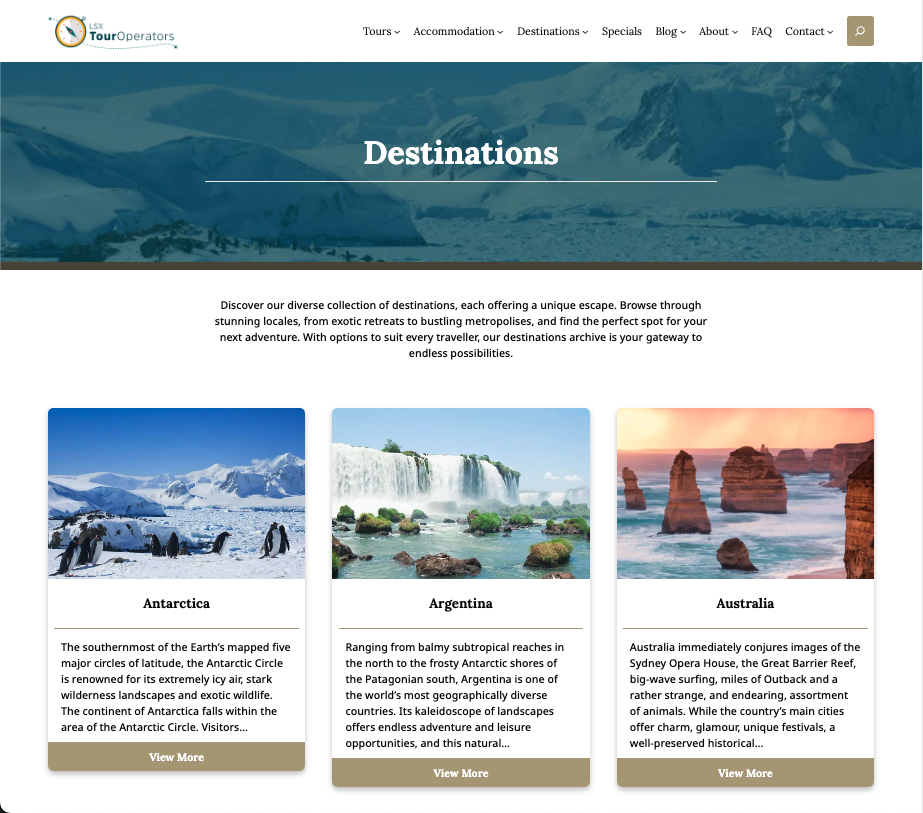 LSX
TourOperators
Tours Accommodation Destinations Specials Blog About FAQ Contact
Destinations
Discover our diverse collection of destinations, each offering a unique escape. Browse through
stunning locales, from exotic retreats to bustling metropolises, and find the perfect spot for your
next adventure. With options to suit every traveller, our destinations archive is your gateway to
endless possibilities.
Antarctica
The southernmost of the Earth's mapped five
major circles of latitude, the Antarctic Circle
is renowned for its extremely icy air, stark
wilderness landscapes and exotic wildlife.
The continent of Antarctica falls within the
area of the Antarctic Circle. Visitors...
View More
Argentina
Ranging from balmy subtropical reaches in
the north to the frosty Antarctic shores of
the Patagonian south, Argentina is one of
the world's most geographically diverse
countries. Its kaleidoscope of landscapes
offers endless adventure and leisure
opportunities, and this natural...
View More
Australia
Australia immediately conjures images of the
Sydney Opera House, the Great Barrier Reef,
big-wave surfing, miles of Outback and a
rather strange, and endearing, assortment
of animals. While the country's main cities
offer charm, glamour, unique festivals, a
well-preserved historical...
View More